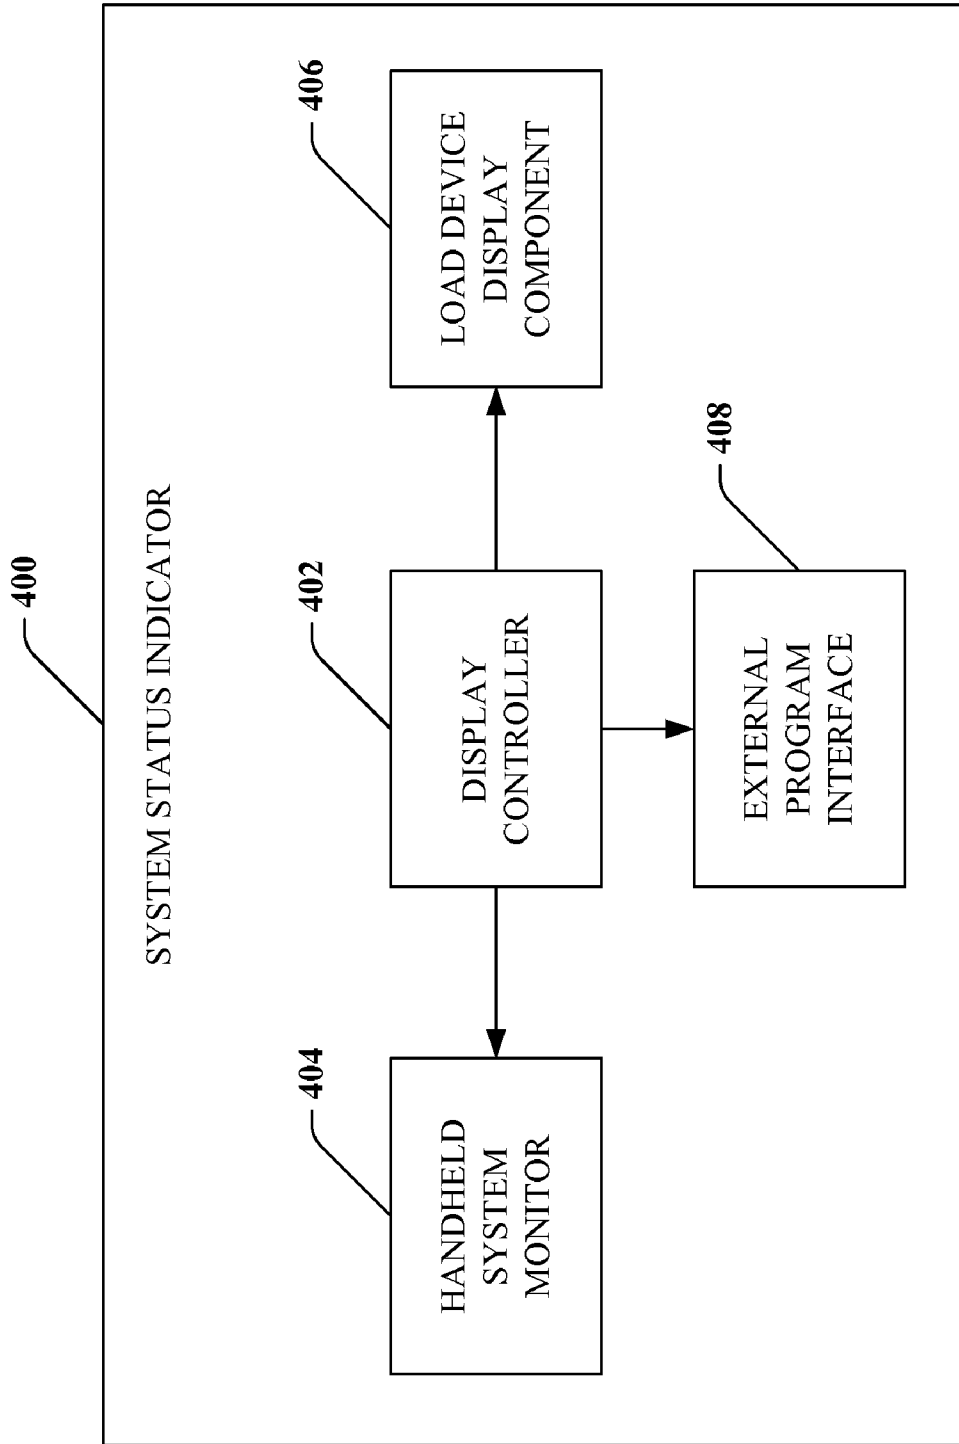 400
SYSTEM STATUS INDICATOR
404
HANDHELD
SYSTEM
MONITOR
402
DISPLAY
CONTROLLER
406
LOAD DEVICE
DISPLAY
COMPONENT
408
EXTERNAL
PROGRAM
INTERFACE